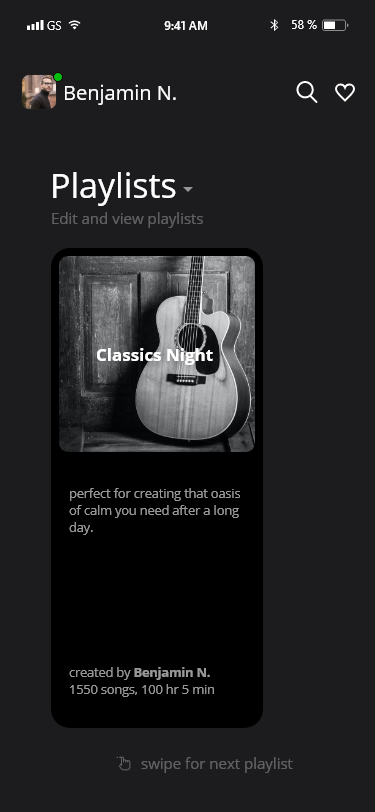 GS 9:41 AM 58 %
Benjamin N.
Playlists
Edit and view playlists
Classics Night
perfect for creating that oasis
of calm you need after a long
day.
created by Benjamin N.
1550 songs, 100 hr 5 min
swipe for next playlist